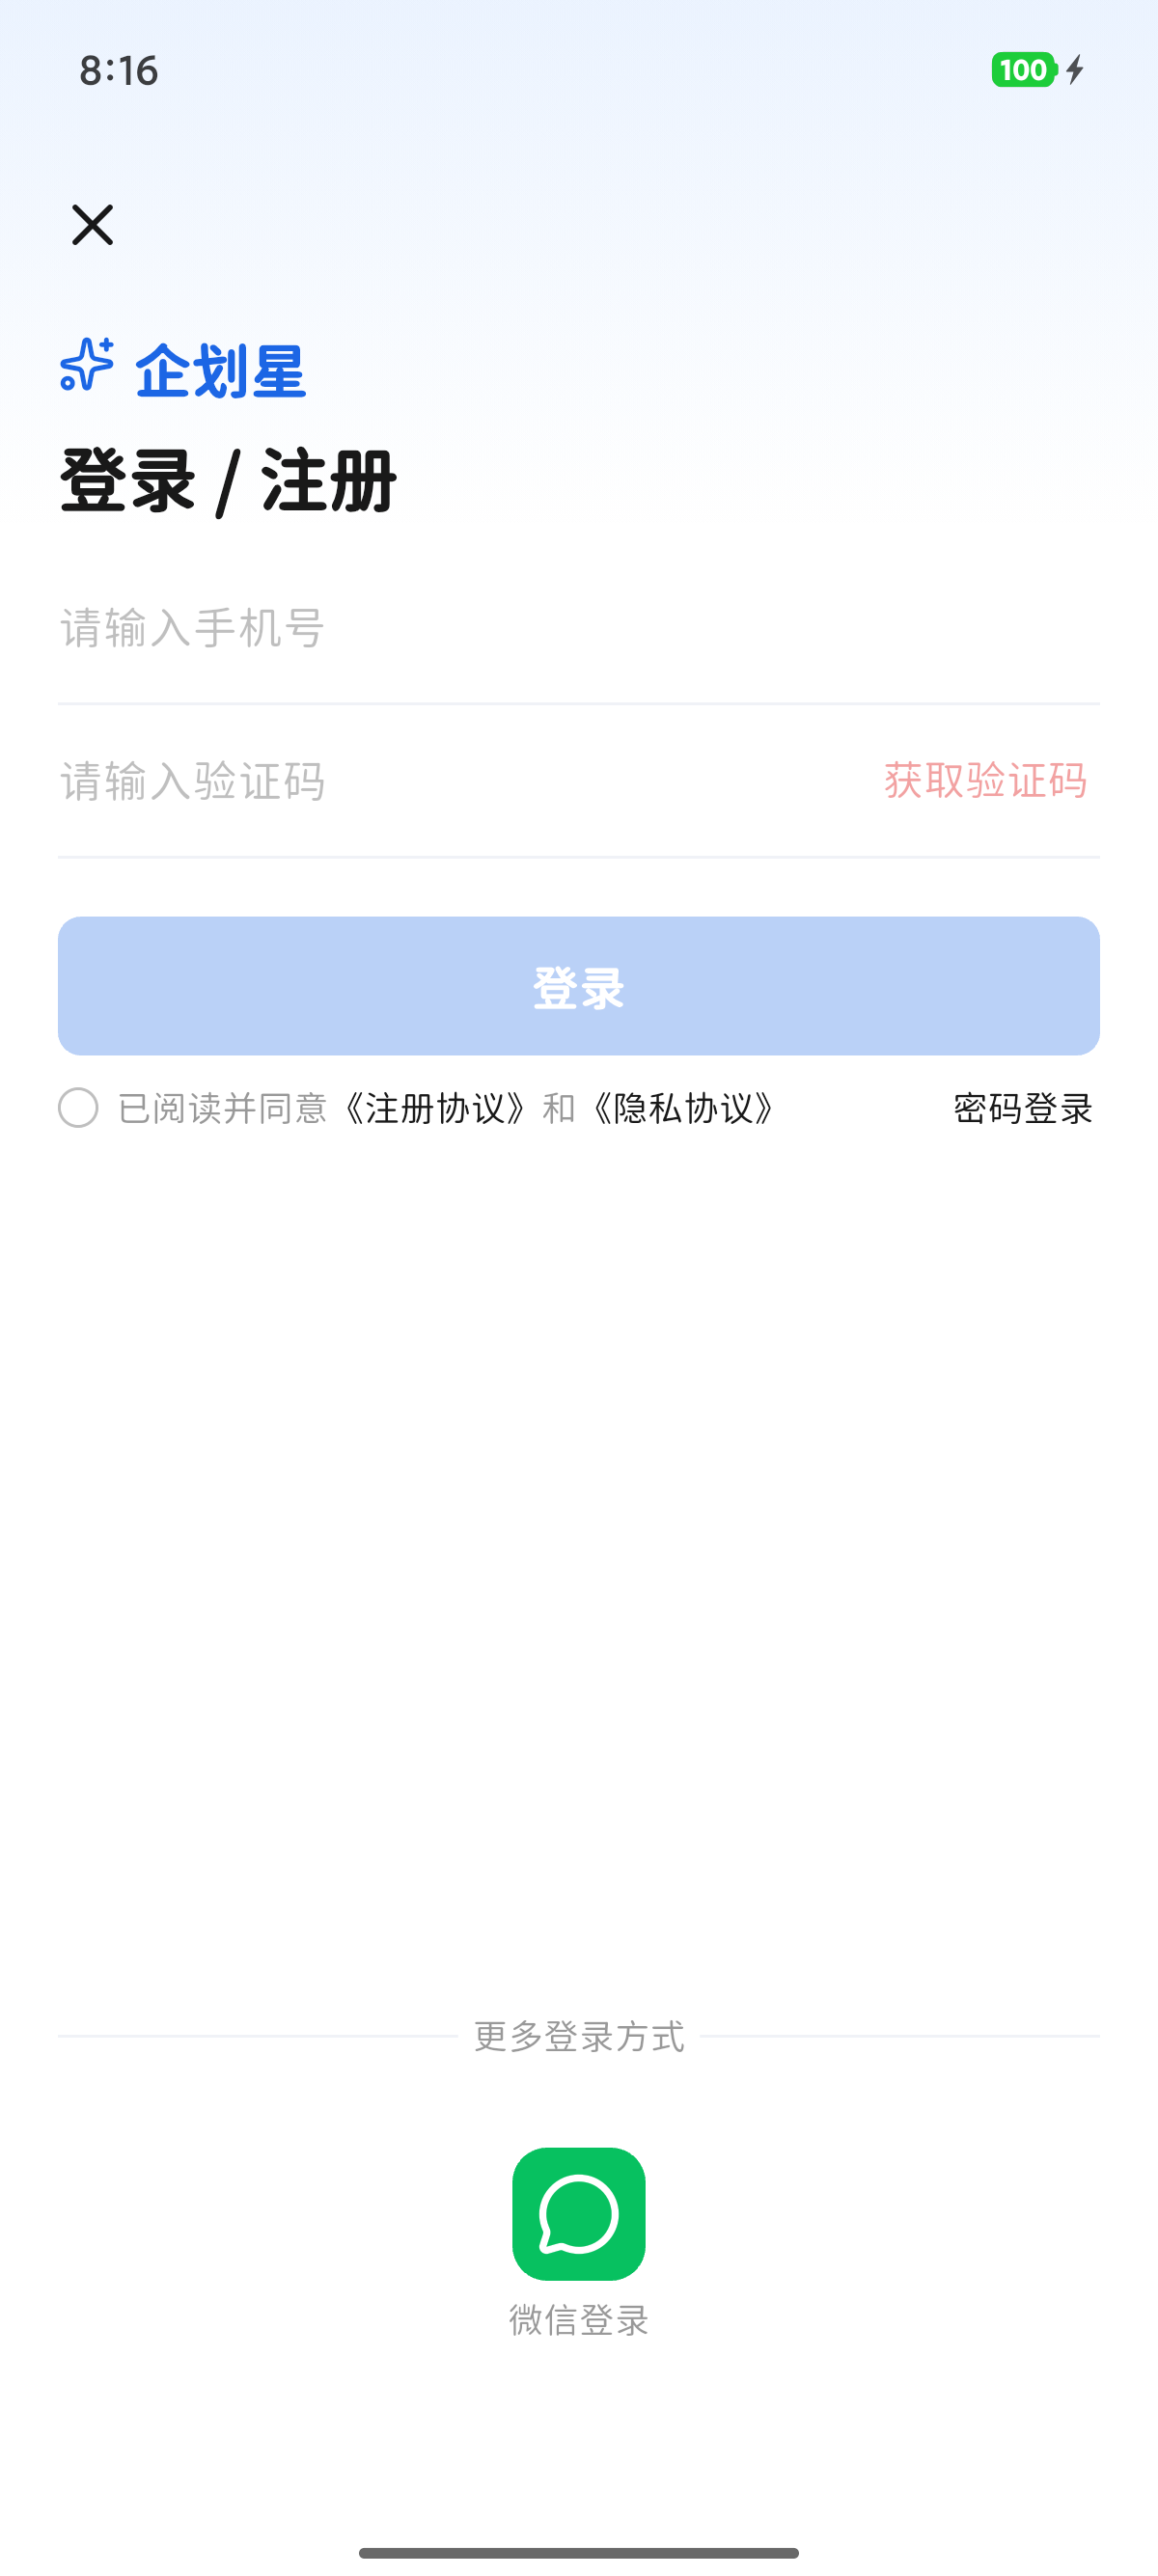 8:16
100
企划星
登录 / 注册
请输入手机号
请输入验证码 获取验证码
登录
已阅读并同意《注册协议》和《隐私协议》 密码登录
更多登录方式
微信登录